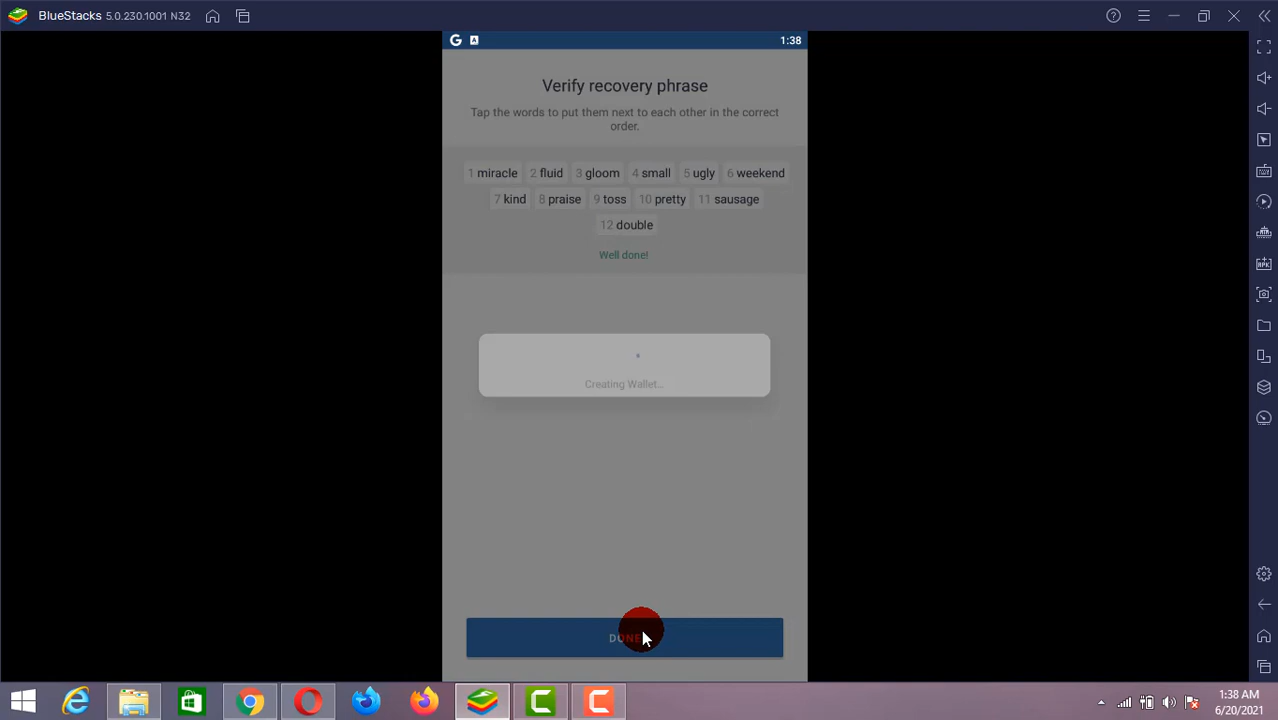 BlueStacks 5.0.230.1001 N32
1:38
Verify recovery phrase
Tap the words to put them next to each other in the correct
order.
1 miracle 2 fluid 3 gloom 4 small 5 ugly 6 weekend
7 kind 8 praise 9 toss 10 pretty 11 sausage
12 double
Well done!
Creating Wallet...
DONE
1:38 AM
6/20/2021